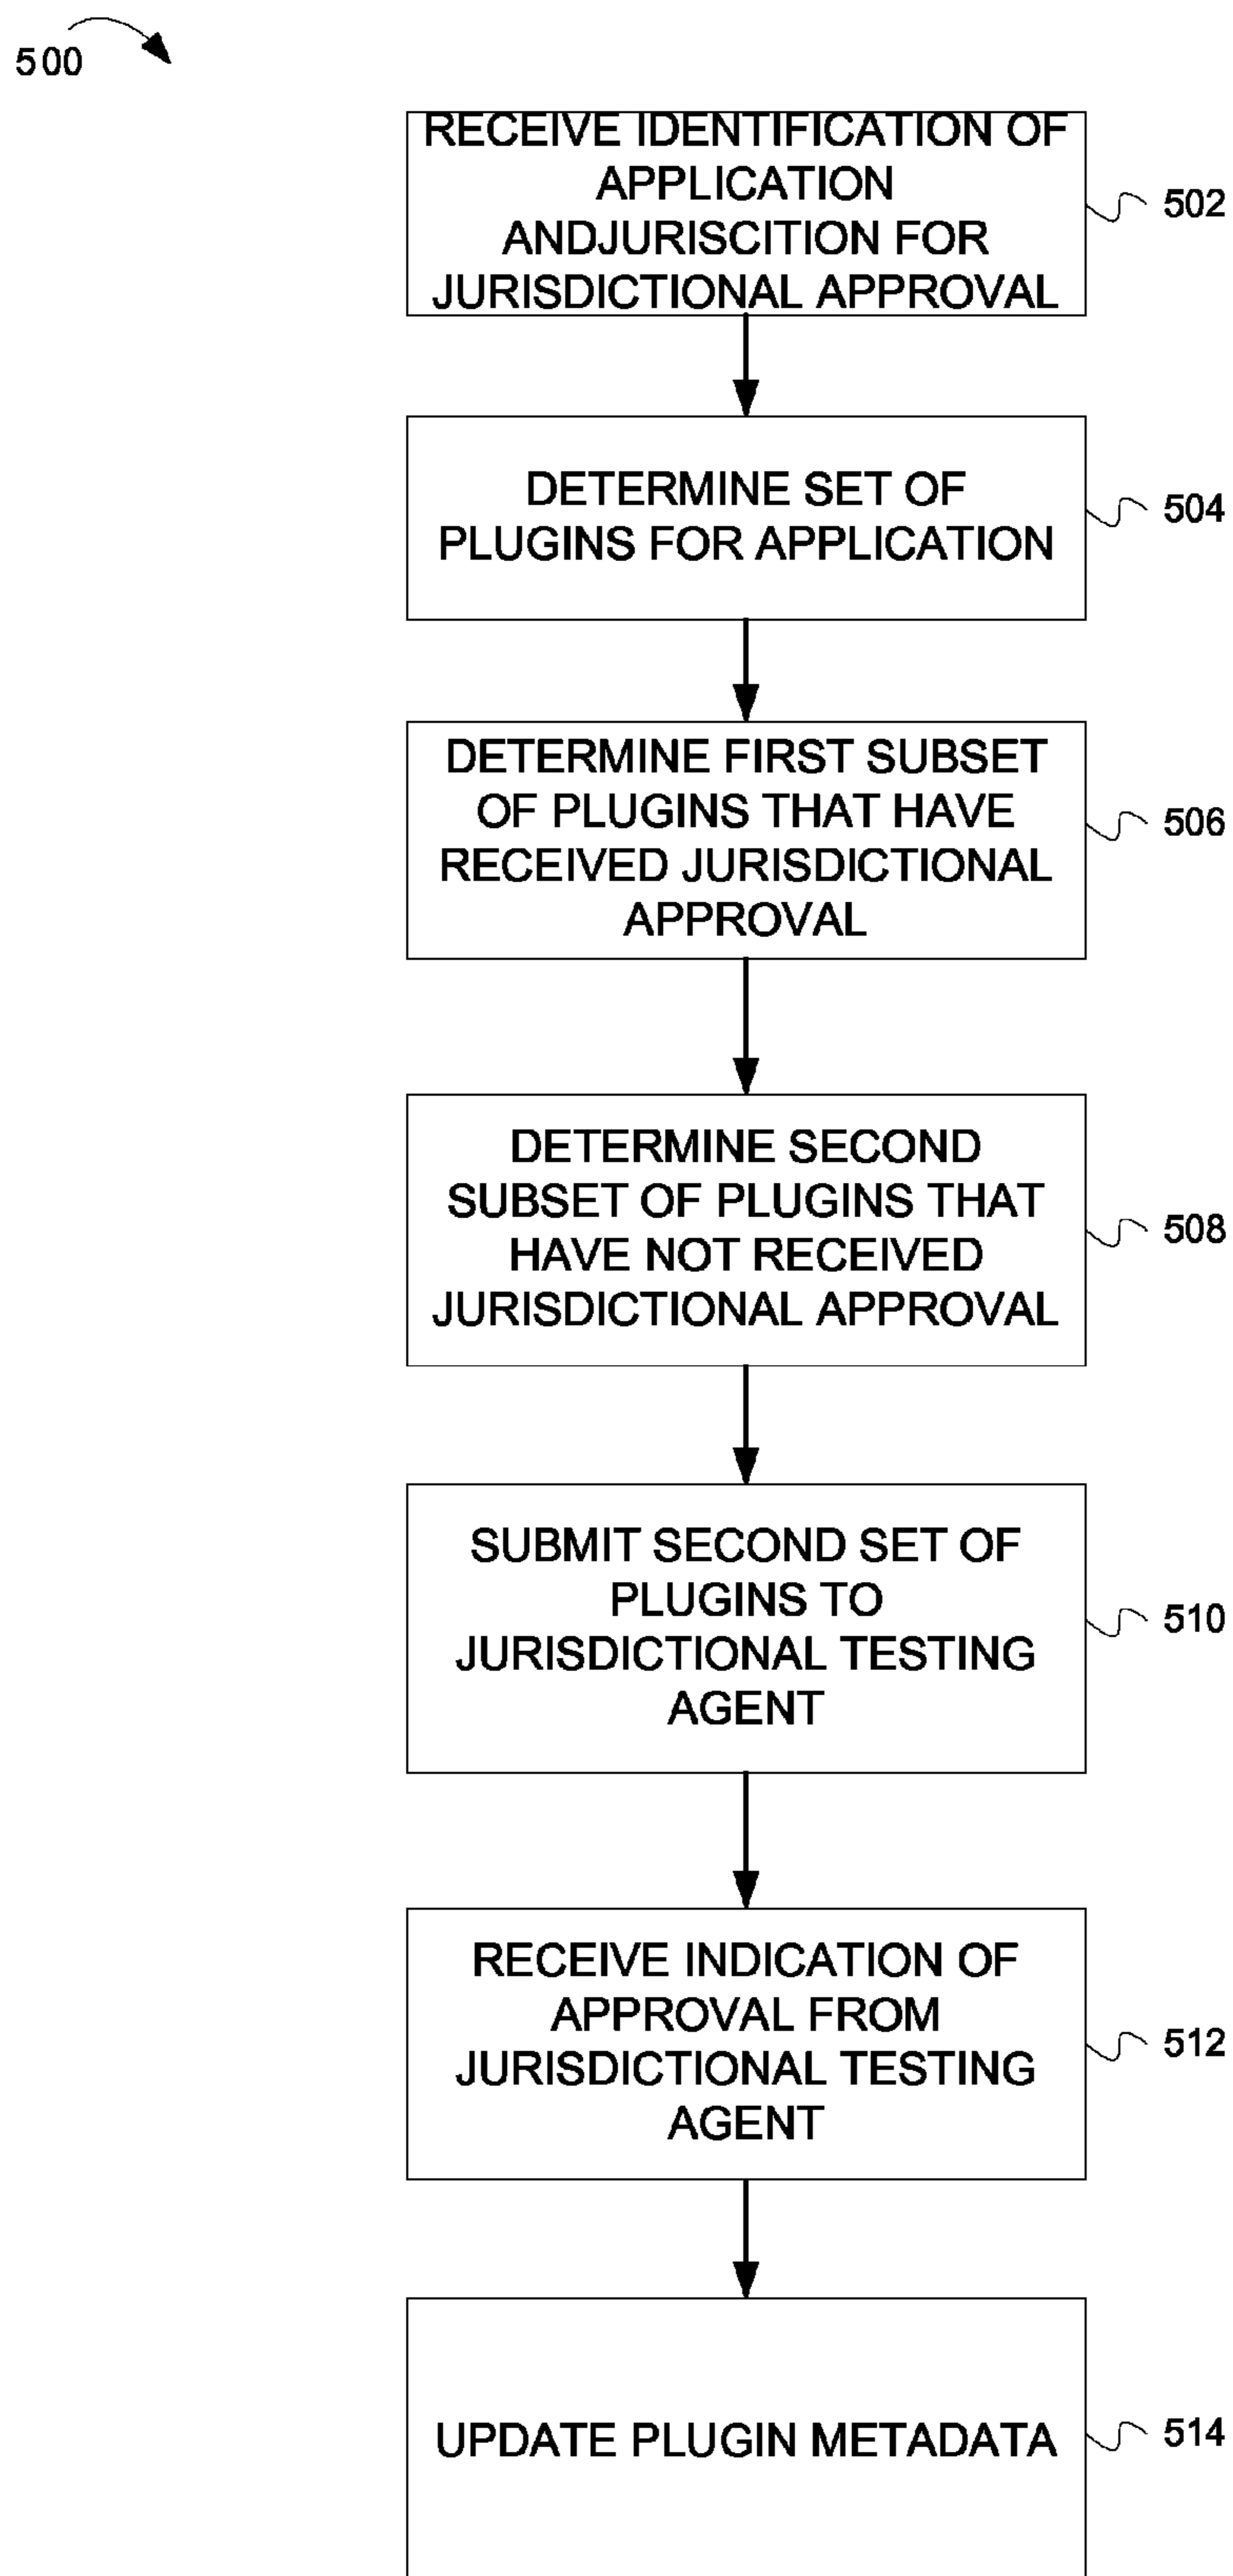 500
RECEIVE IDENTIFICATION OF
APPLICATION
ANDJURISCITION FOR
JURISDICTIONAL APPROVAL
502
DETERMINE SET OF
PLUGINS FOR APPLICATION
504
DETERMINE FIRST SUBSET
OF PLUGINS THAT HAVE
RECEIVED JURISDICTIONAL
APPROVAL
506
DETERMINE SECOND
SUBSET OF PLUGINS THAT
HAVE NOT RECEIVED
JURISDICTIONAL APPROVAL
508
SUBMIT SECOND SET OF
PLUGINS TO
JURISDICTIONAL TESTING
AGENT
510
RECEIVE INDICATION OF
APPROVAL FROM
JURISDICTIONAL TESTING
AGENT
512
UPDATE PLUGIN METADATA
514